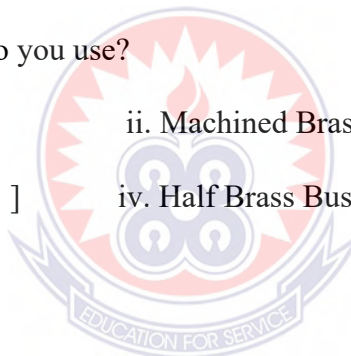 you use?
ii. Machined Bras
] iv. Half Brass Bus
EDUCATION FOR SERVICE